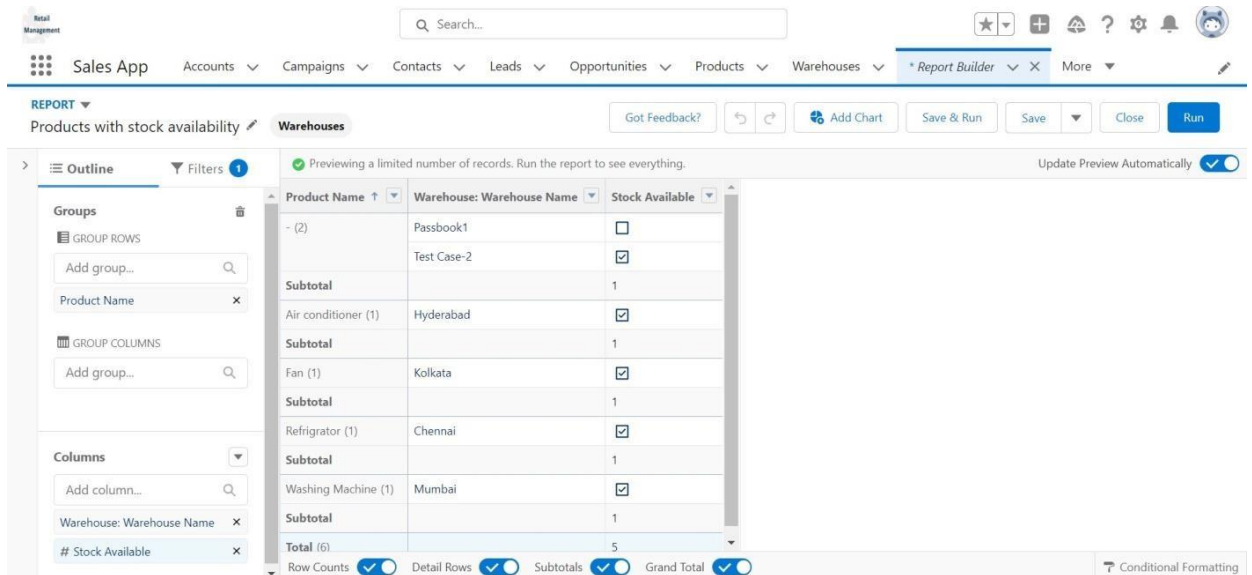 Retail
Management
Search...
Sales App Accounts Campaigns Contacts Leads Opportunities Products Warehouses * Report Builder More
REPORT
Products with stock availability Warehouses
Got Feedback? Add Chart Save & Run Save Close Run
Outline Filters 1
Previewing a limited number of records. Run the report to see everything. Update Preview Automatically
Groups
GROUP ROWS
Add group...
Product Name
GROUP COLUMNS
Add group...
Columns
Add column...
Warehouse: Warehouse Name
# Stock Available
Product Name Warehouse: Warehouse Name Stock Available
- (2) Passbook1
Test Case-2
Subtotal 1
Air conditioner (1) Hyderabad
Subtotal 1
Fan (1) Kolkata
Subtotal 1
Refrigrator (1) Chennai
Subtotal 1
Washing Machine (1) Mumbai
Subtotal 1
Total (6) 5
Row Counts Detail Rows Subtotals Grand Total
Conditional Formatting